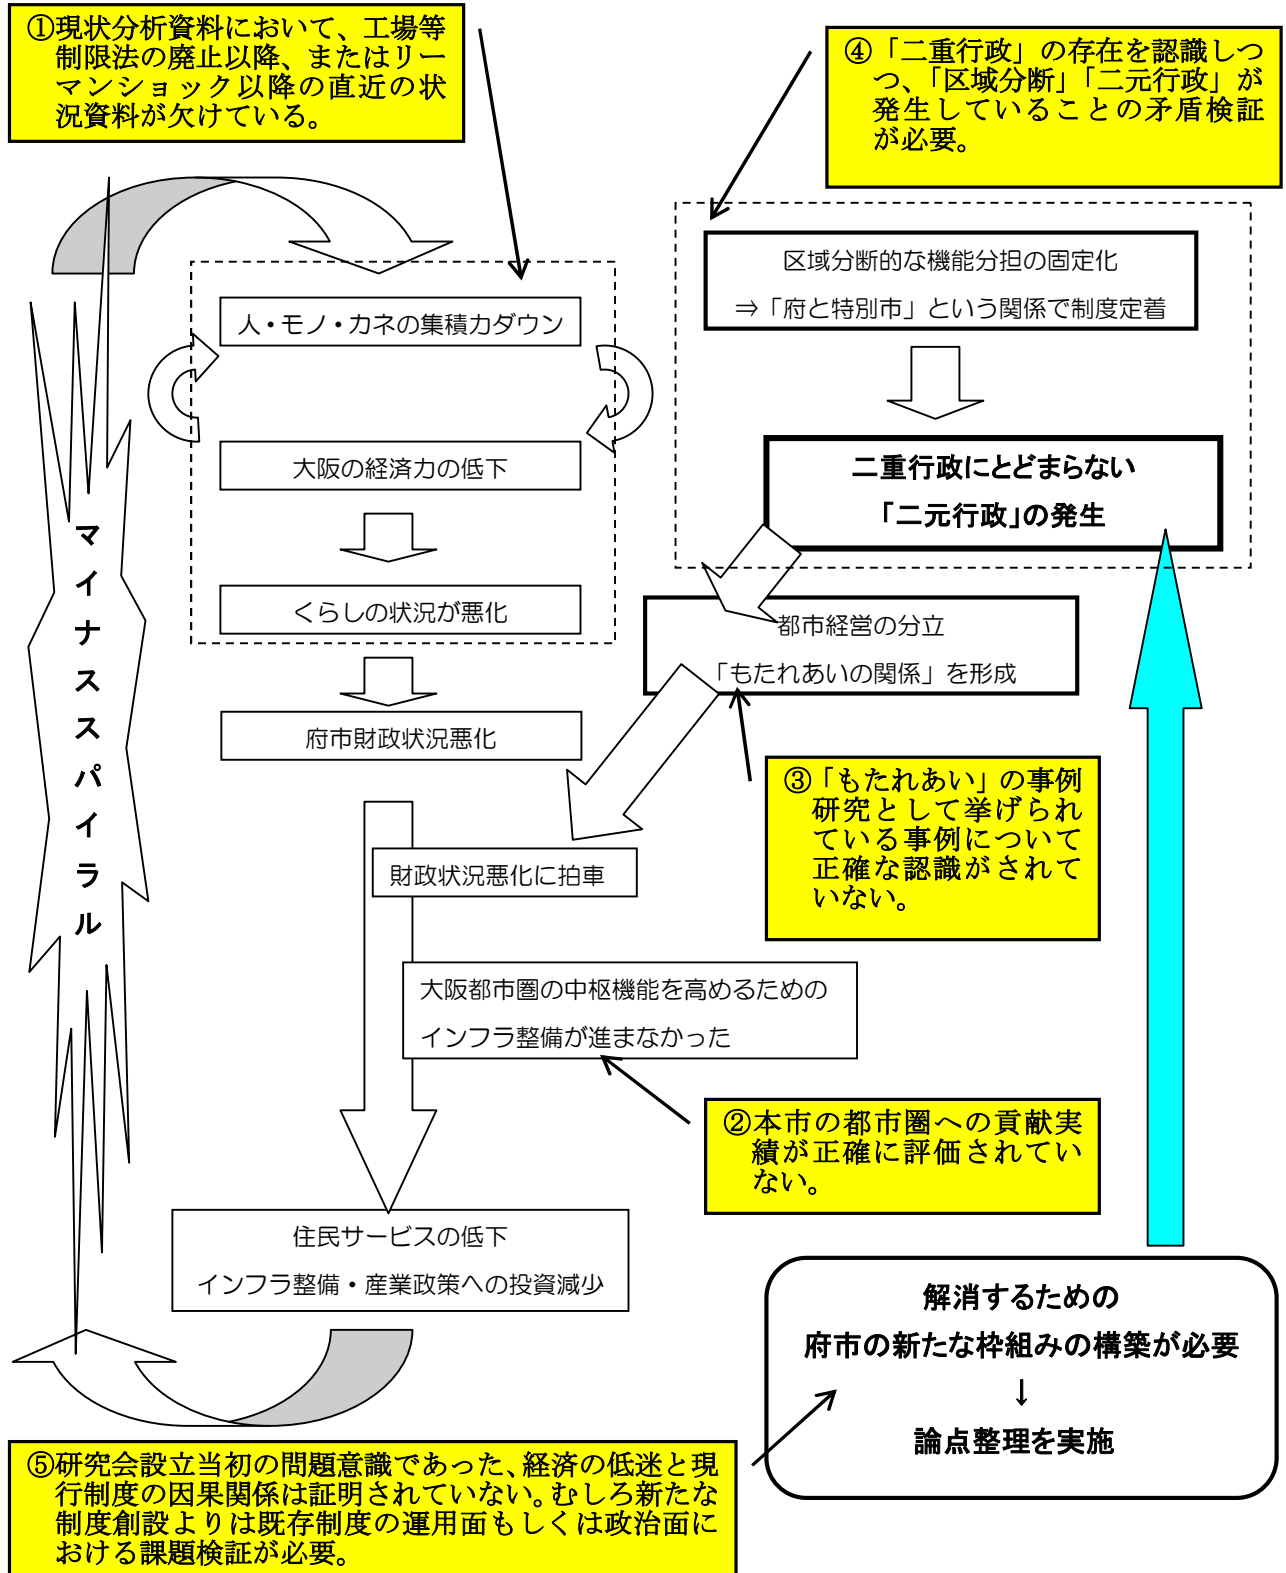 ①現状分析資料において、工場等
制限法の廃止以降、またはリー
マンショック以降の直近の状
況資料が欠けている。
④「二重行政」の存在を認識しつ
つ、「区域分断」「二元行政」が
発生していることの矛盾検証
が必要。
区域分断的な機能分担の固定化
⇒「府と特別市」という関係で制度定着
人・モノ・カネの集積力ダウン
大阪の経済力の低下
二重行政にとどまらない
「二元行政」の発生
くらしの状況が悪化
都市経営の分立
「もたれあいの関係」を形成
府市財政状況悪化
マイナススパイラル
③「もたれあい」の事例
研究として挙げられ
ている事例について
正確な認識がされて
いない。
財政状況悪化に拍車
大阪都市圏の中枢機能を高めるための
インフラ整備が進まなかった
②本市の都市圏への貢献実
績が正確に評価されてい
ない。
住民サービスの低下
インフラ整備・産業政策への投資減少
解消するための
府市の新たな枠組みの構築が必要
↓
論点整理を実施
⑤研究会設立当初の問題意識であった、経済の低迷と現
行制度の因果関係は証明されていない。むしろ新たな
制度創設よりは既存制度の運用面もしくは政治面に
おける課題検証が必要。